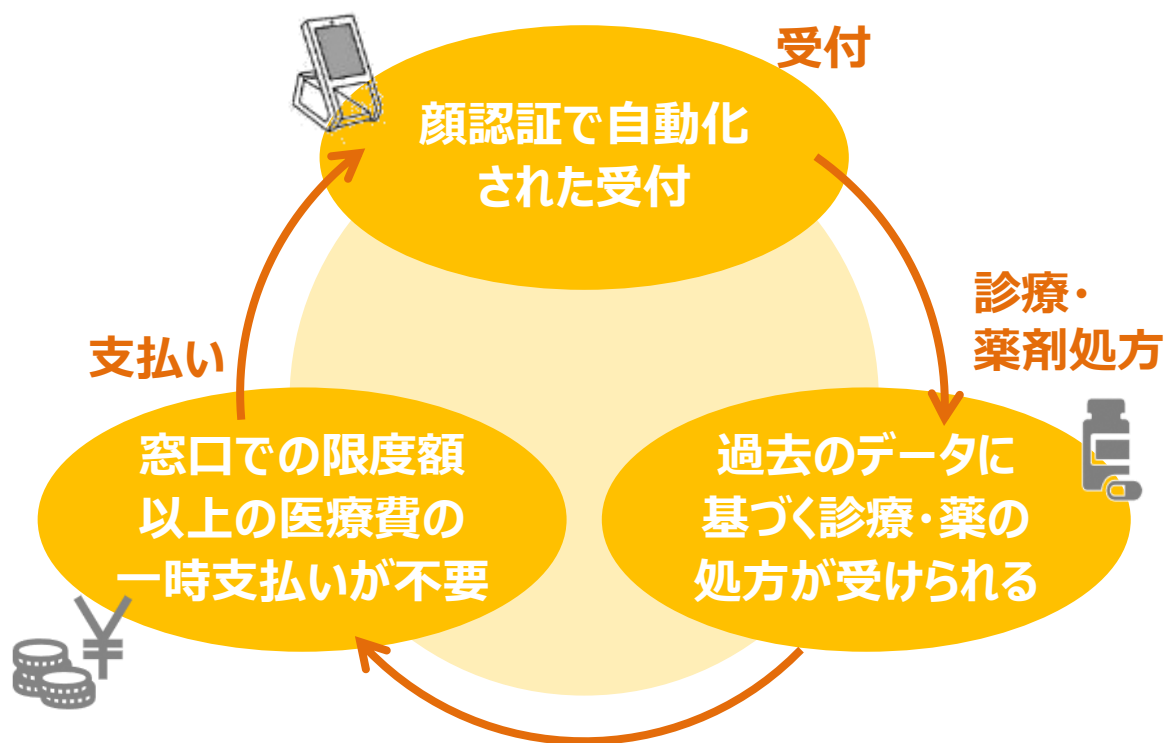 受付
顔認証で自動化
された受付
診療・
薬剤処方
過去のデータに
基づく診療・薬の
処方が受けられる
支払い
窓口での限度額
以上の医療費の
一時支払いが不要
¥